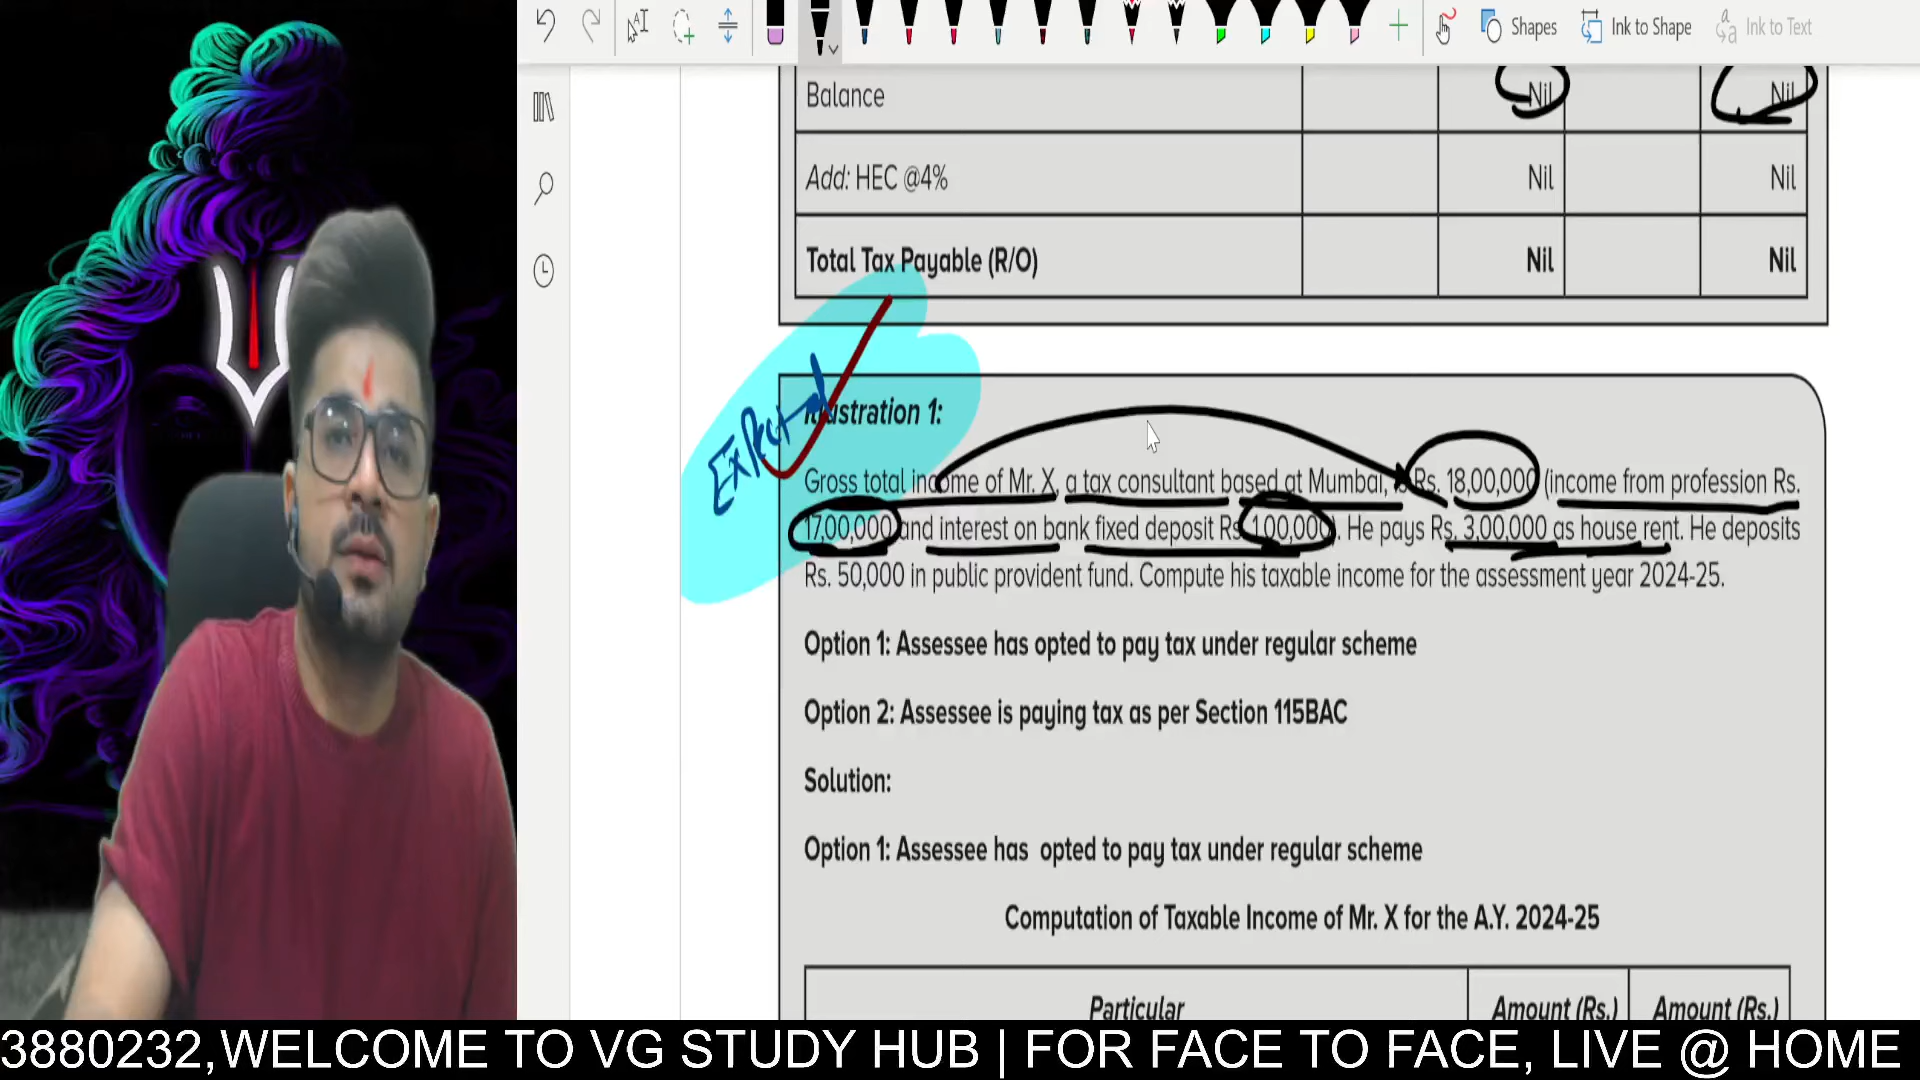 Shapes
Ink to Shape
Ink to Text
Balance Nil Nil
Add: HEC @4% Nil Nil
Total Tax Payable (R/O) Nil Nil
Expected
Illustration 1:
Gross total income of Mr. X, a tax consultant based at Mumbai, is Rs. 18,00,000 (income from profession Rs.
17,00,000 and interest on bank fixed deposit Rs. 1,00,000). He pays Rs. 3,00,000 as house rent. He deposits
Rs. 50,000 in public provident fund. Compute his taxable income for the assessment year 2024-25.
Option 1: Assessee has opted to pay tax under regular scheme
Option 2: Assessee is paying tax as per Section 115BAC
Solution:
Option 1: Assessee has opted to pay tax under regular scheme
Computation of Taxable Income of Mr. X for the A.Y. 2024-25
Particular Amount (Rs.) Amount (Rs.)
3880232,WELCOME TO VG STUDY HUB | FOR FACE TO FACE, LIVE @ HOME